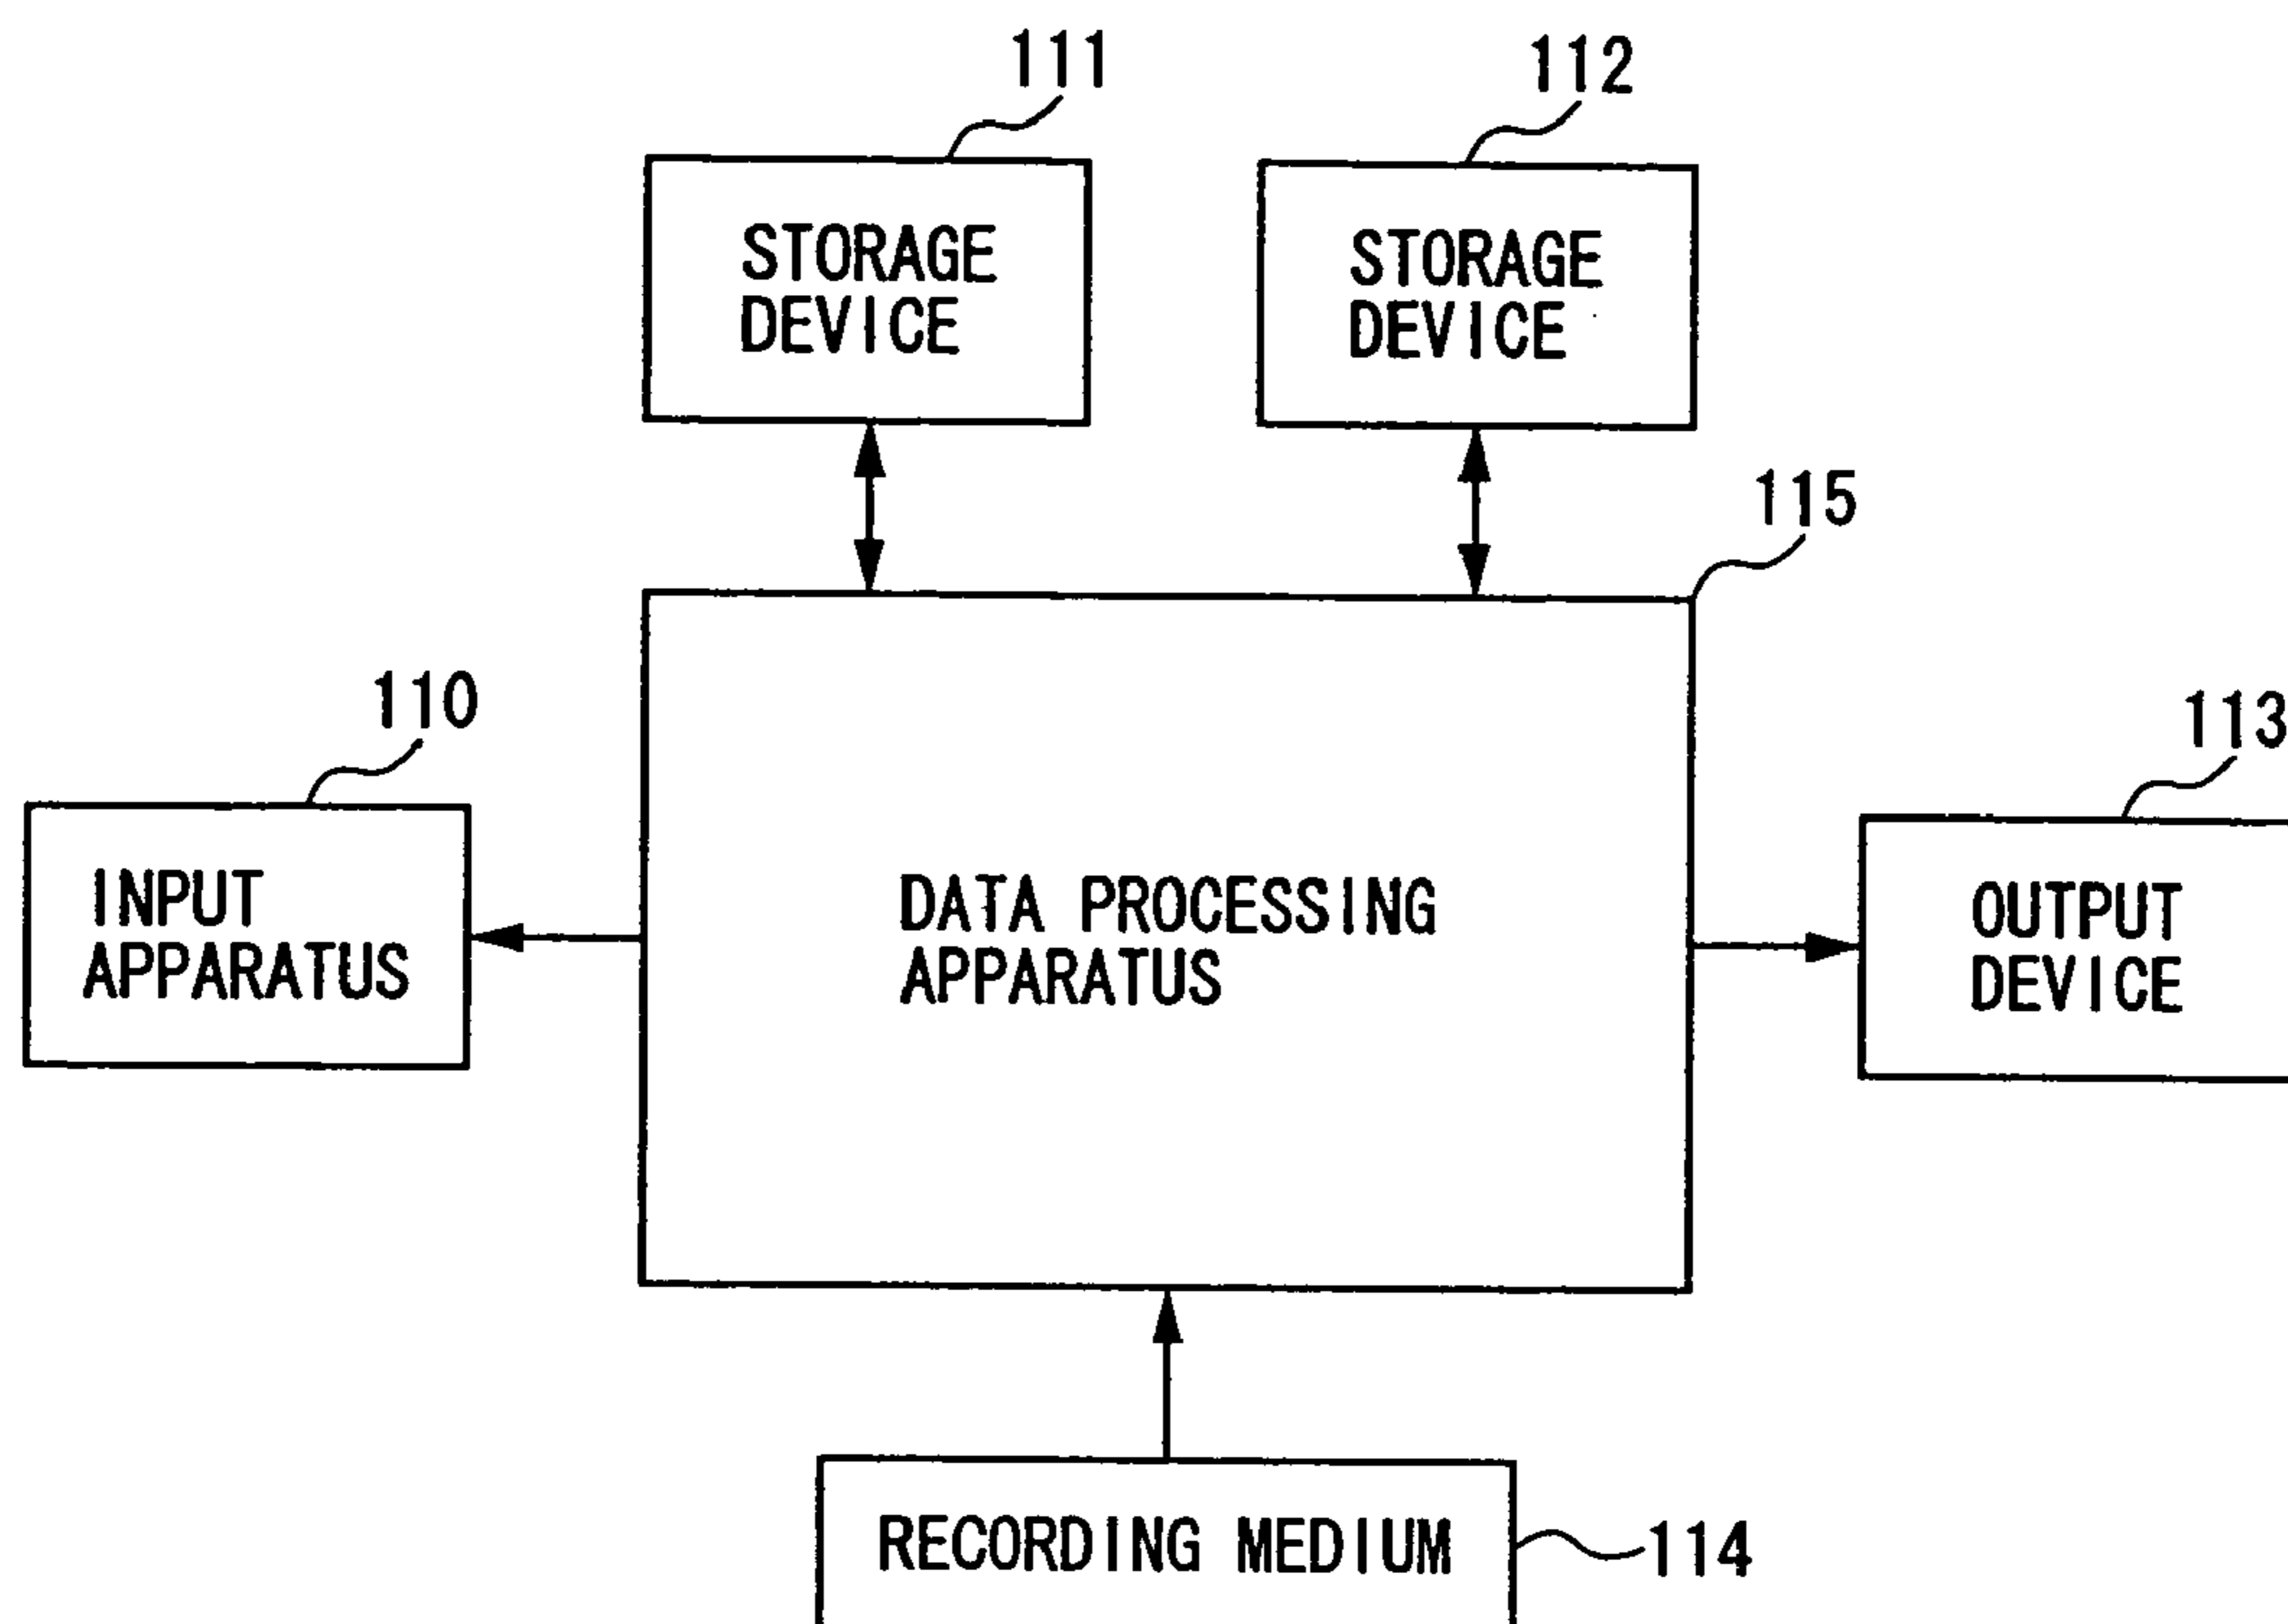 111
112
STORAGE
DEVICE
STORAGE
DEVICE
115
110
113
INPUT
APPARATUS
DATA PROCESSING
APPARATUS
OUTPUT
DEVICE
RECORDING MEDIUM
114